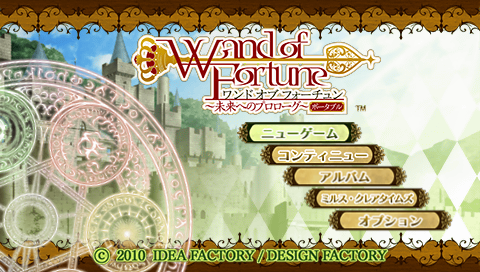 Wand of
Fortune
ワンド オブ フォーチュン
〜未来へのプロローグ〜 ポータブル TM
ニューゲーム
コンティニュー
アルバム
ミルス・クレアタイムズ
オプション
© 2010 IDEA FACTORY / DESIGN FACTORY